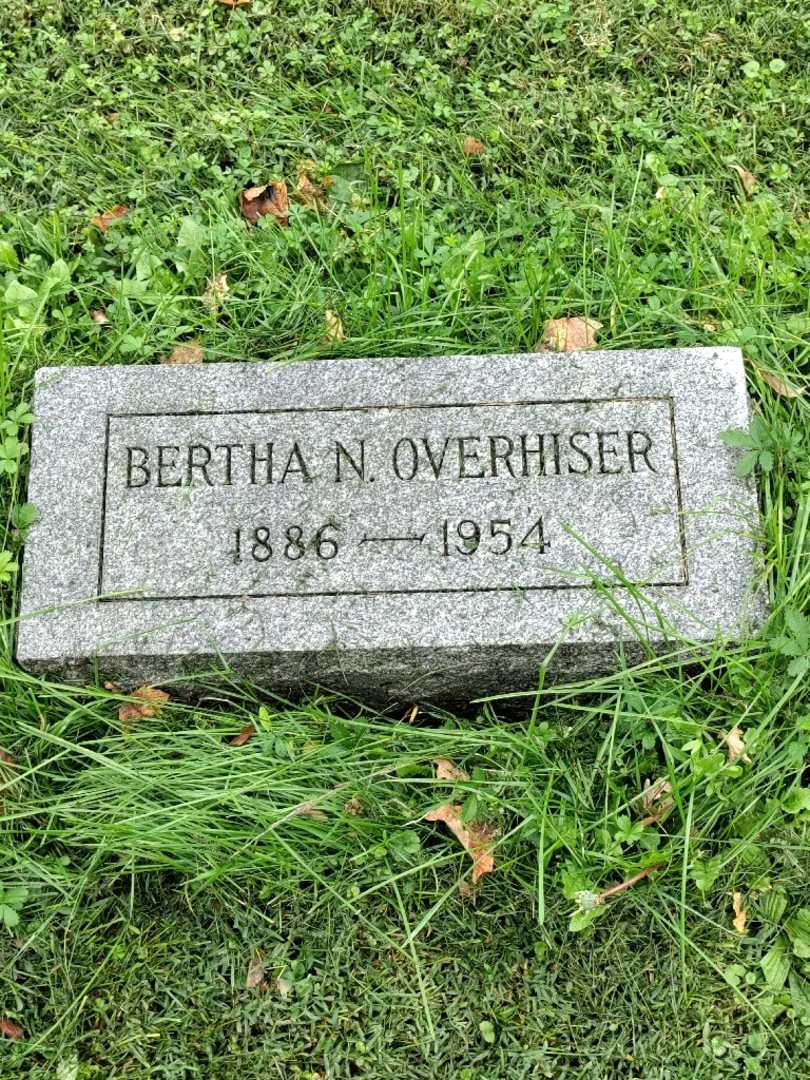 BERTHA N. OVERHISER
1886 — 1954